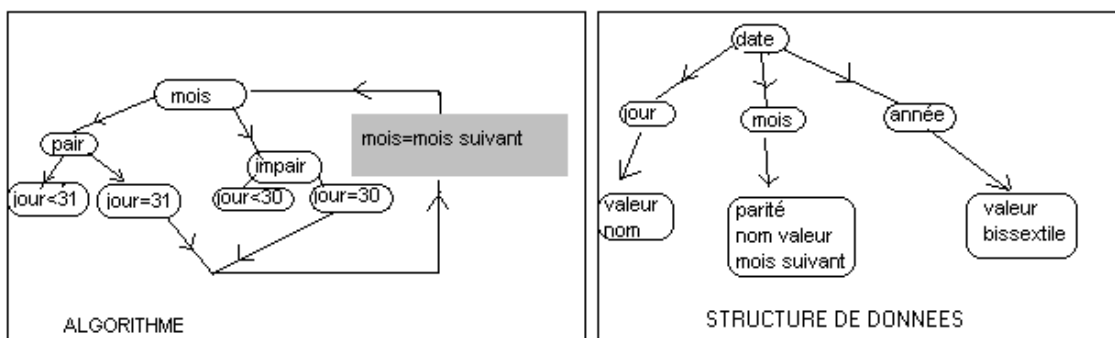 mois
pair
impair
jour<31
jour=31
jour<30
jour=30
mois=mois suivant
ALGORITHME
date
jour
mois
année
valeur
nom
parité
nom valeur
mois suivant
valeur
bissextile
STRUCTURE DE DONNEES